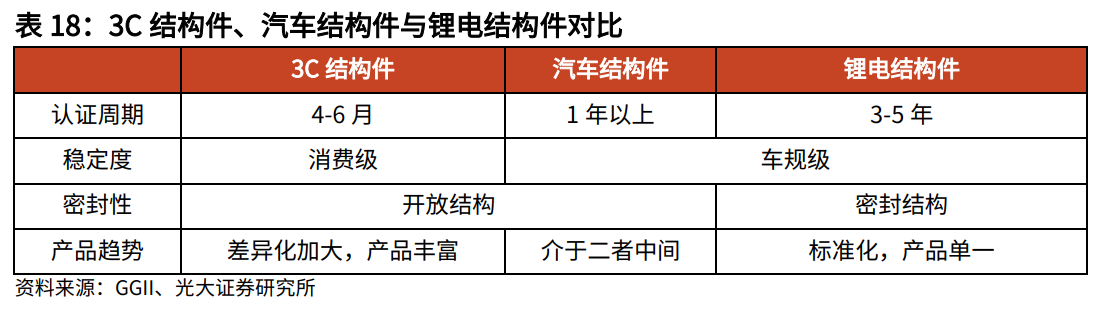 表 18：3C 结构件、汽车结构件与锂电结构件对比
3C 结构件 汽车结构件 锂电结构件
认证周期 4-6 月 1 年以上 3-5 年
稳定度 消费级 车规级
密封性 开放结构 密封结构
产品趋势 差异化加大，产品丰富 介于二者中间 标准化，产品单一
资料来源：GGII、光大证券研究所